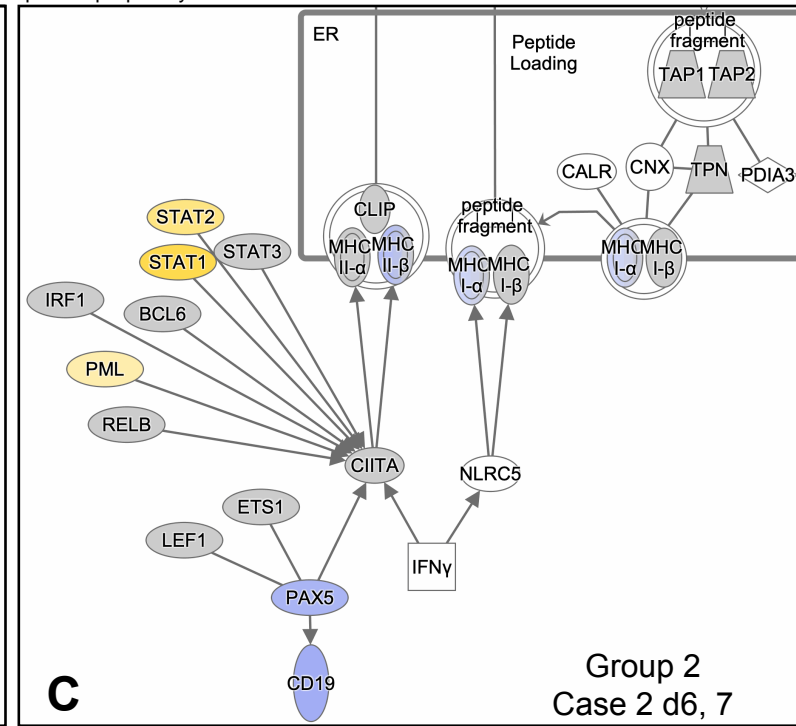 ER
Peptide
Loading
peptide
fragment
TAP1 TAP2
CALR
CNX
TPN
PDIA3
STAT2
STAT1
STAT3
CLIP
MHC
II-α
MHC
II-β
peptide
fragment
MHC
I-α
MHC
I-β
MHC
I-α
MHC
I-β
IRF1
BCL6
PML
RELB
CIITA
NLRC5
ETS1
LEF1
IFNγ
PAX5
CD19
C
Group 2
Case 2 d6, 7